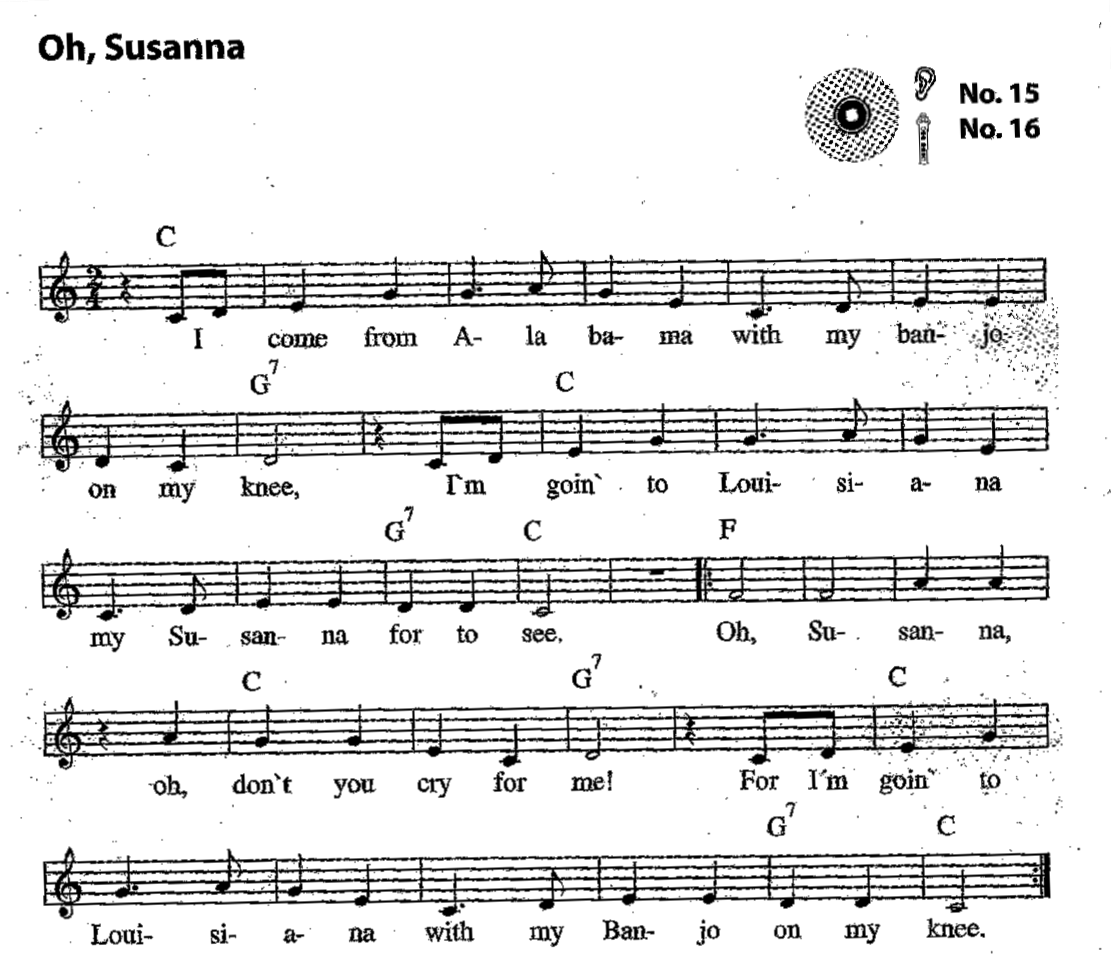 Oh, Susanna
No. 15
No. 16
C
2
4
I come from A- la ba- ma with my ban- jo
G7 C
on my knee, I`m goin` to Loui- si- a- na
G7 C F
my Su- san- na for to see. Oh, Su- san- na,
C G7 C
oh, don`t you cry for me! For I´m goin` to
G7 C
Loui- si- a- na with my Ban- jo on my knee.